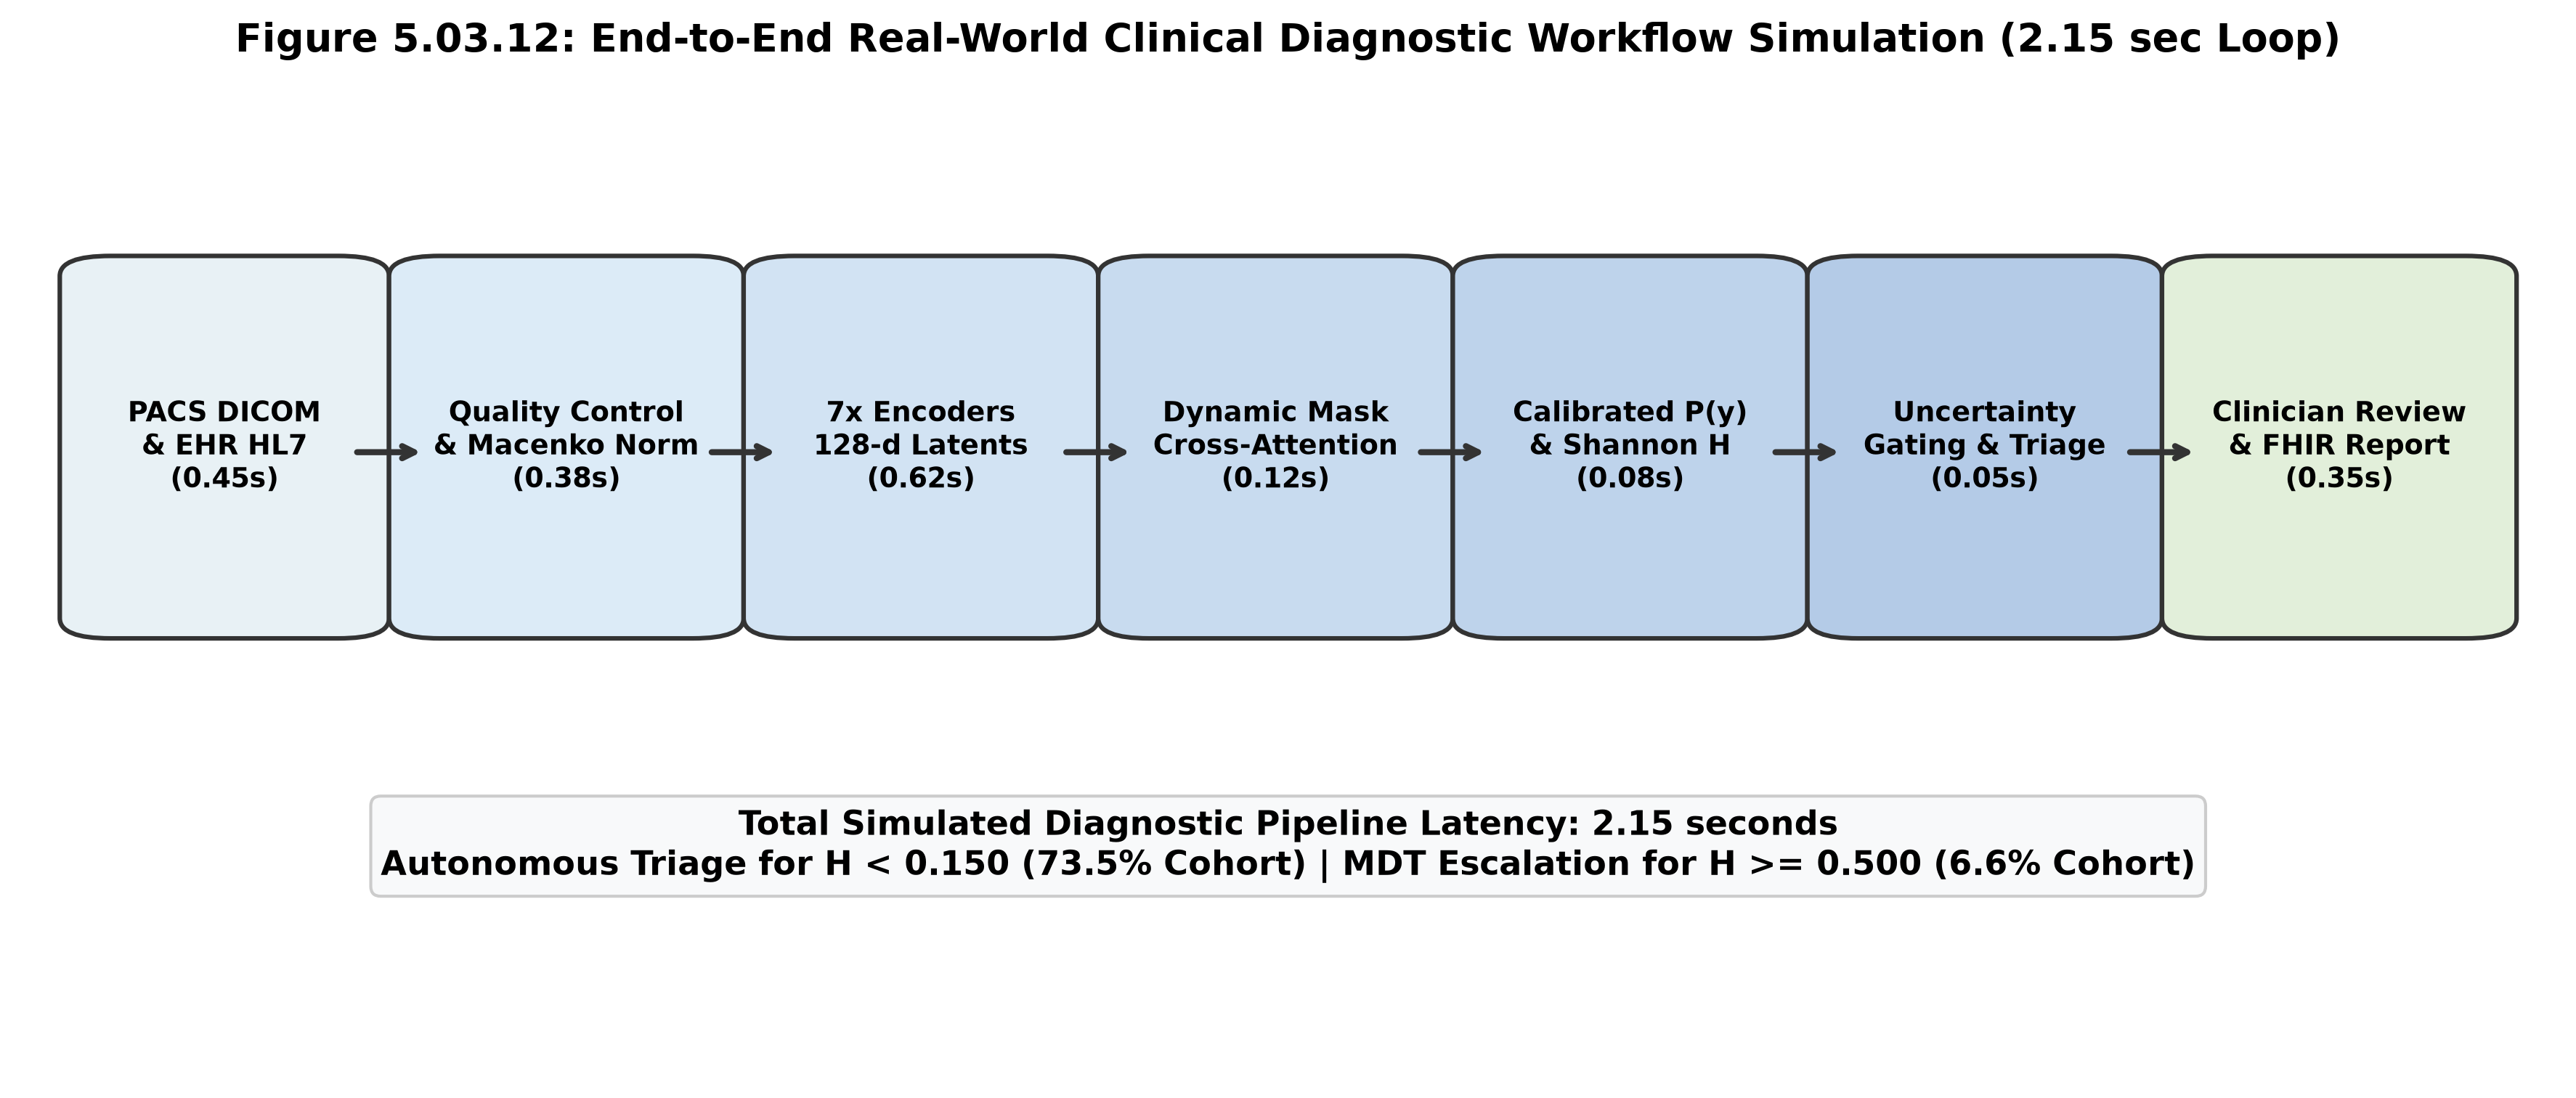 Figure 5.03.12: End-to-End Real-World Clinical Diagnostic Workflow Simulation (2.15 sec Loop)
PACS DICOM
& EHR HL7
(0.45s)
Quality Control
& Macenko Norm
(0.38s)
7x Encoders
128-d Latents
(0.62s)
Dynamic Mask
Cross-Attention
(0.12s)
Calibrated P(y)
& Shannon H
(0.08s)
Uncertainty
Gating & Triage
(0.05s)
Clinician Review
& FHIR Report
(0.35s)
Total Simulated Diagnostic Pipeline Latency: 2.15 seconds
Autonomous Triage for H < 0.150 (73.5% Cohort) | MDT Escalation for H >= 0.500 (6.6% Cohort)